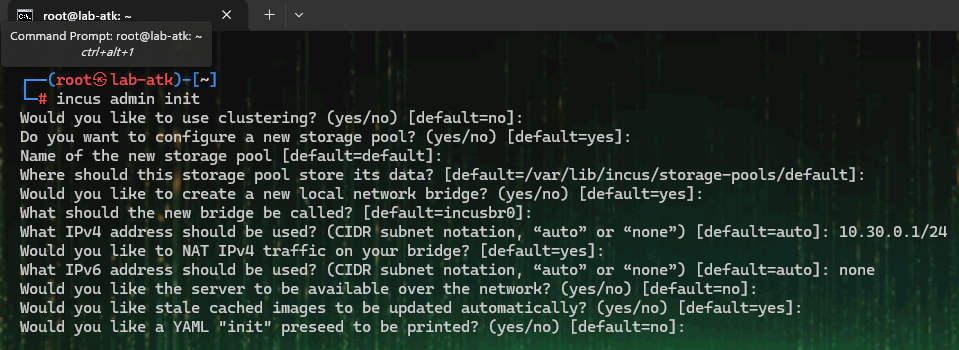 root@lab-atk: ~
Command Prompt: root@lab-atk: ~
ctrl+alt+1
┌──(root㉿lab-atk)-[~]
└─# incus admin init
Would you like to use clustering? (yes/no) [default=no]:
Do you want to configure a new storage pool? (yes/no) [default=yes]:
Name of the new storage pool [default=default]:
Where should this storage pool store its data? [default=/var/lib/incus/storage-pools/default]:
Would you like to create a new local network bridge? (yes/no) [default=yes]:
What should the new bridge be called? [default=incusbr0]:
What IPv4 address should be used? (CIDR subnet notation, “auto” or “none”) [default=auto]: 10.30.0.1/24
Would you like to NAT IPv4 traffic on your bridge? [default=yes]:
What IPv6 address should be used? (CIDR subnet notation, “auto” or “none”) [default=auto]: none
Would you like the server to be available over the network? (yes/no) [default=no]:
Would you like stale cached images to be updated automatically? (yes/no) [default=yes]:
Would you like a YAML "init" preseed to be printed? (yes/no) [default=no]: